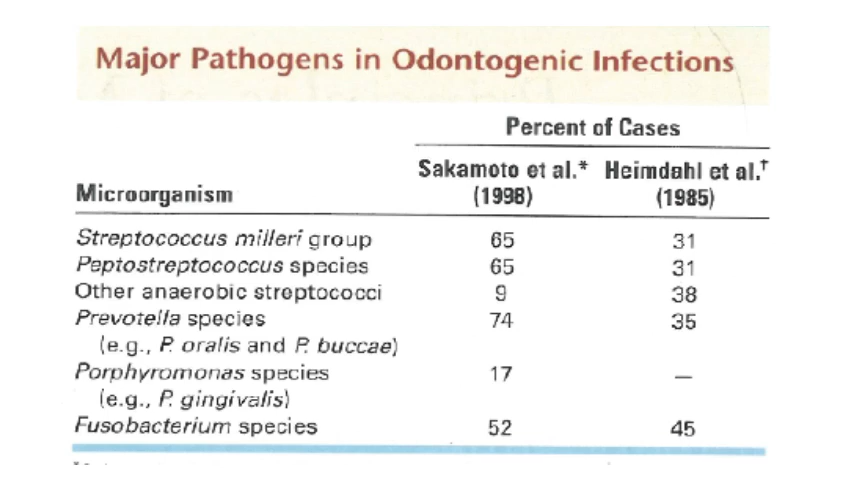 Major Pathogens in Odontogenic Infections
Percent of Cases
Microorganism Sakamoto et al.* (1998) Heimdahl et al.† (1985)
Streptococcus milleri group 65 31
Peptostreptococcus species 65 31
Other anaerobic streptococci 9 38
Prevotella species 74 35
(e.g., P. oralis and P. buccae)
Porphyromonas species 17 —
(e.g., P. gingivalis)
Fusobacterium species 52 45